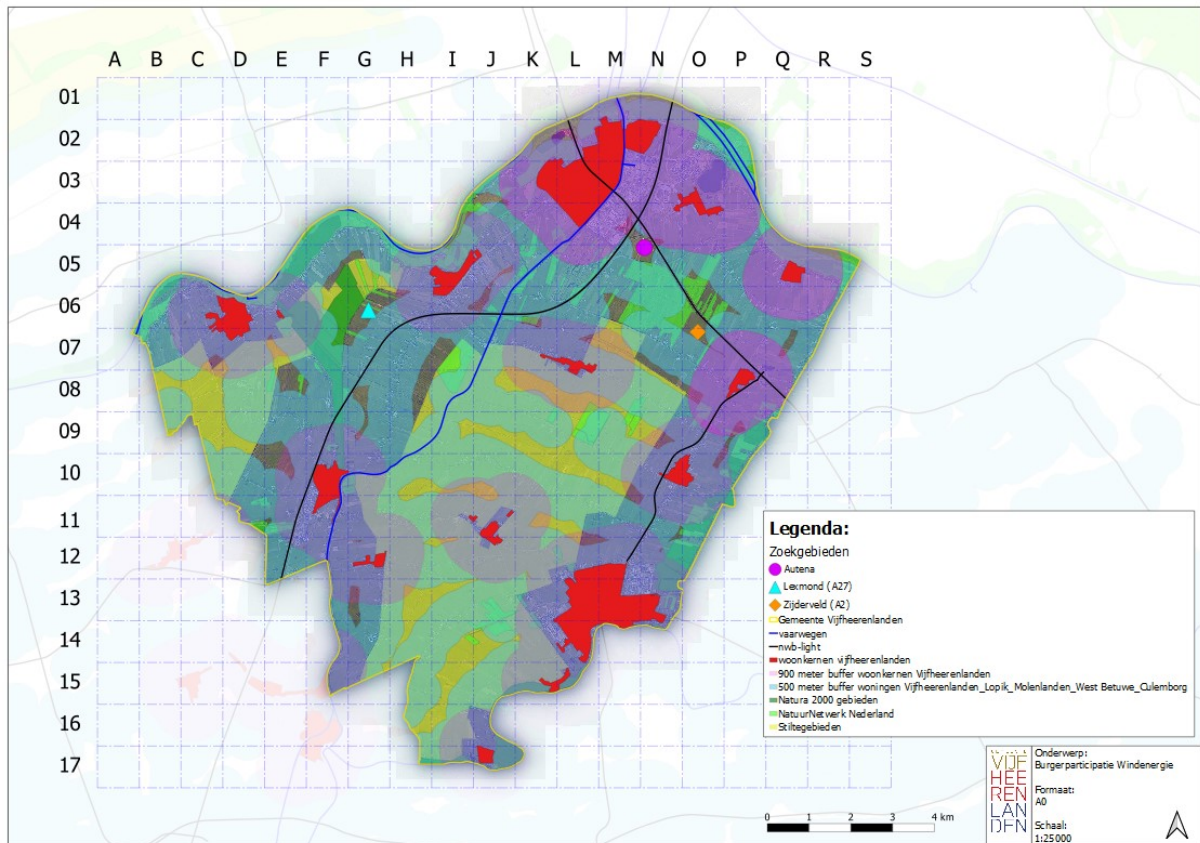 A B C D E F G H I J K L M N O P Q R S
01
02
03
04
05
06
07
08
09
10
11
12
13
14
15
16
17
Legenda:
Zoekgebieden
Autena
Lexmond (A27)
Zijderveld (A2)
Gemeente Vijfheerenlanden
vaarwegen
nwb-light
woonkernen vijfheerenlanden
900 meter buffer woonkernen Vijfheerenlanden
500 meter buffer woningen Vijfheerenlanden_Lopik_Molenlanden_West Betuwe_Culemborg
Natura 2000 gebieden
NatuurNetwerk Nederland
Stiltegebieden
0 1 2 3 4 km
VIJF
HEE
REN
LAN
DEN
Onderwerp:
Burgerparticipatie Windenergie
Formaat:
A0
Schaal:
1:25000